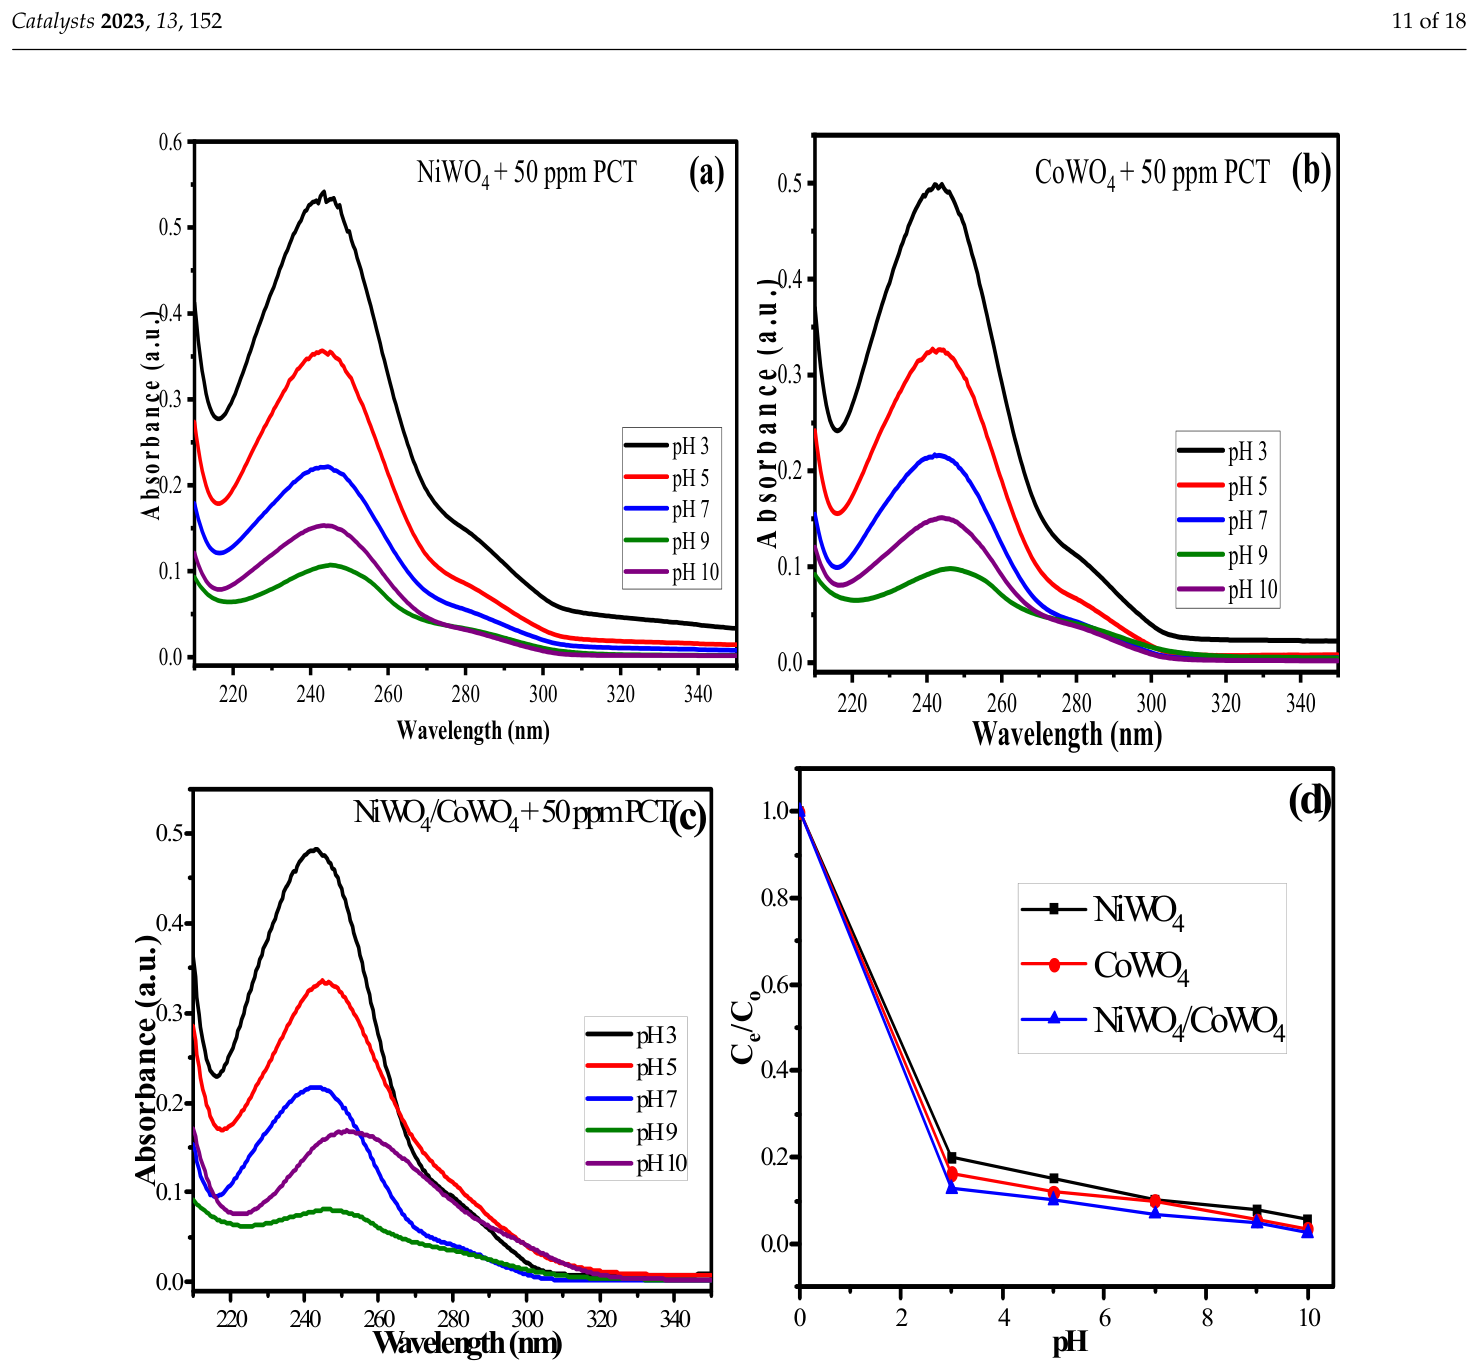 Catalysts 2023, 13, 152 11 of 18
NiWO4 + 50 ppm PCT (a)
Absorbance (a.u.)
0.6
0.5
0.4
0.3
0.2
0.1
0.0
pH 3
pH 5
pH 7
pH 9
pH 10
220 240 260 280 300 320 340
Wavelength (nm)
CoWO4 + 50 ppm PCT (b)
Absorbance (a.u.)
0.5
0.4
0.3
0.2
0.1
0.0
pH 3
pH 5
pH 7
pH 9
pH 10
220 240 260 280 300 320 340
Wavelength (nm)
NiWO4/CoWO4 + 50 ppm PCT (c)
Absorbance (a.u.)
0.5
0.4
0.3
0.2
0.1
0.0
pH 3
pH 5
pH 7
pH 9
pH 10
220 240 260 280 300 320 340
Wavelength (nm)
(d)
Ce/Co
1.0
0.8
0.6
0.4
0.2
0.0
NiWO4
CoWO4
NiWO4/CoWO4
0 2 4 6 8 10
pH